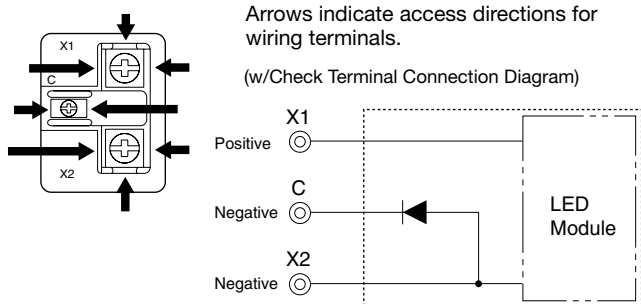 Arrows indicate access directions for
wiring terminals.
(w/Check Terminal Connection Diagram)
X1
C
X2
X1
Positive
C
Negative
X2
Negative
LED
Module